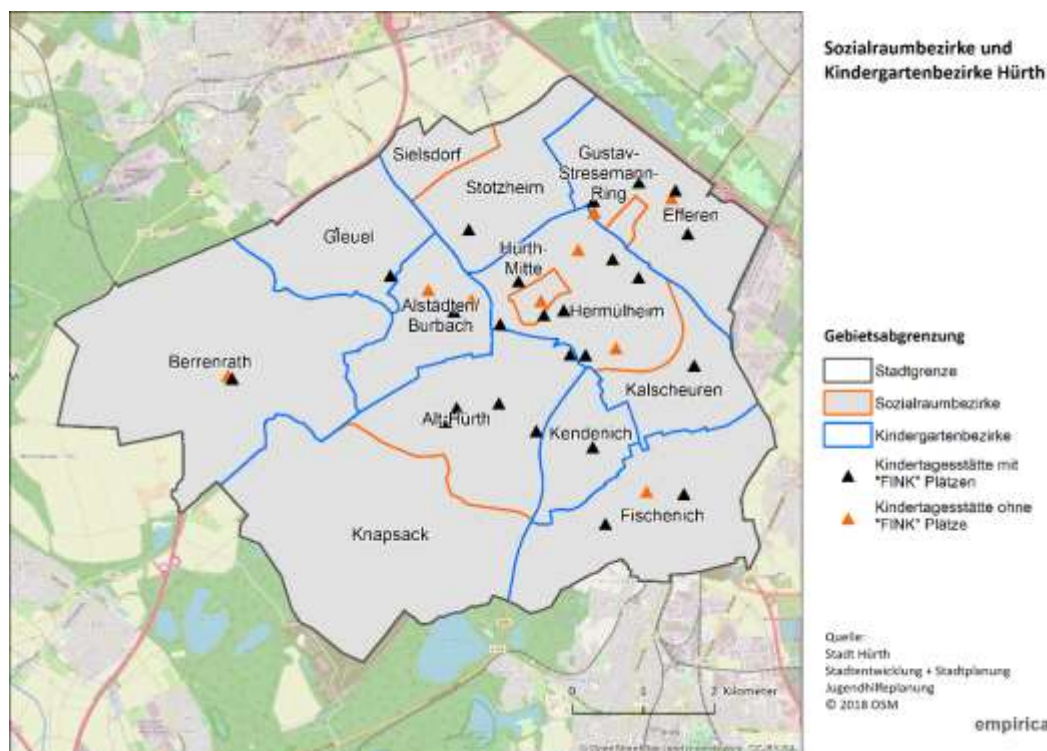 Sozialraumbezirke und
Kindergartenbezirke Hürth
Sielsdorf
Gustav-
Stresemann-
Ring
Stotzheim
Efferen
Gleuel
Hürth-
Mitte
Alstädten/
Burbach
Hermülheim
Berrenrath
Kalscheuren
Alt-Hürth
Kendenich
Fischenich
Knapsack
Gebietsabgrenzung
Stadtgrenze
Sozialraumbezirke
Kindergartenbezirke
Kindertagesstätte mit
"FINK" Plätzen
Kindertagesstätte ohne
"FINK" Plätze
Quelle:
Stadt Hürth
Stadtentwicklung + Stadtplanung
Jugendhilfeplanung
© 2018 OSM
0 1 2 Kilometer
empirica